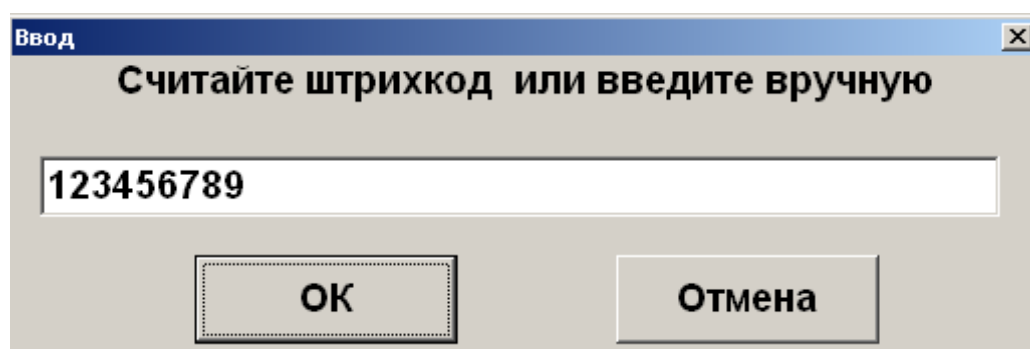 Ввод
Считайте штрихкод или введите вручную
123456789
ОК
Отмена